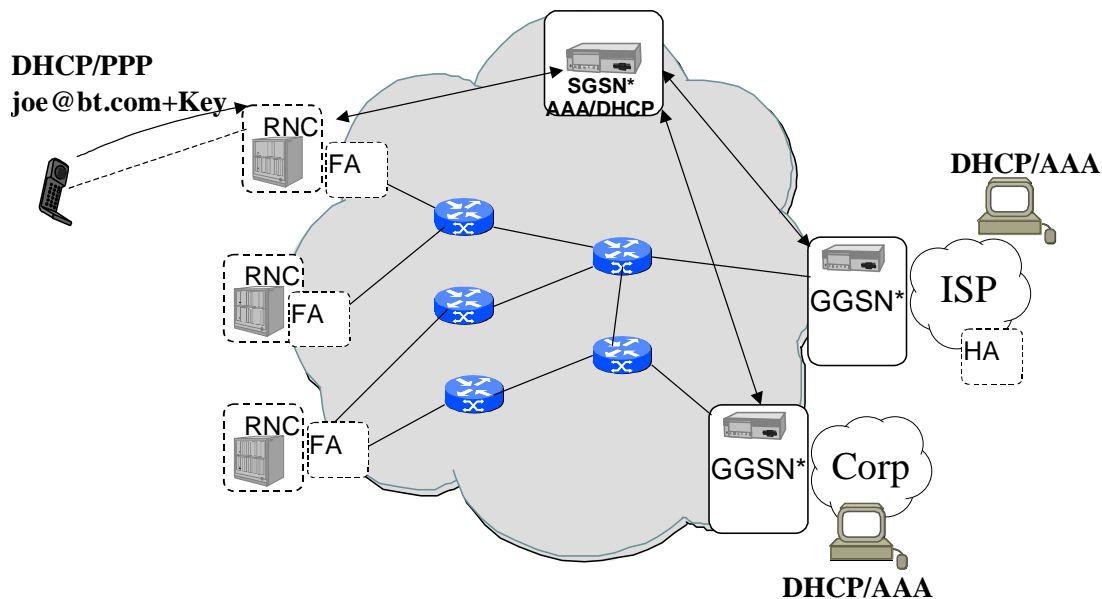 DHCP/PPP
joe@bt.com+Key
SGSN*
AAA/DHCP
RNC
FA
DHCP/AAA
RNC
FA
GGSN*
ISP
HA
RNC
FA
GGSN*
Corp
DHCP/AAA